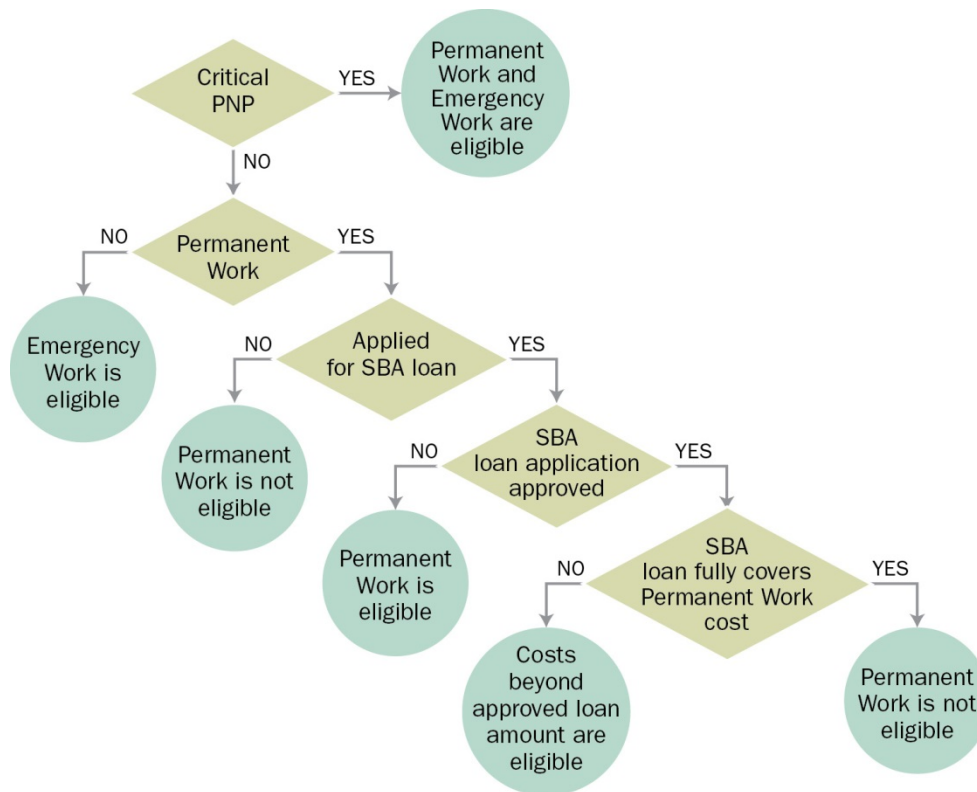 Critical
PNP
YES
Permanent
Work and
Emergency
Work are
eligible
NO
NO
Permanent
Work
YES
Emergency
Work is
eligible
NO
Applied
for SBA loan
YES
Permanent
Work is not
eligible
NO
SBA
loan application
approved
YES
Permanent
Work is
eligible
NO
SBA
loan fully covers
Permanent Work
cost
YES
Costs
beyond
approved loan
amount are
eligible
Permanent
Work is not
eligible